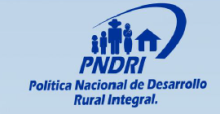 PNDRI
Política Nacional de Desarrollo
Rural Integral.